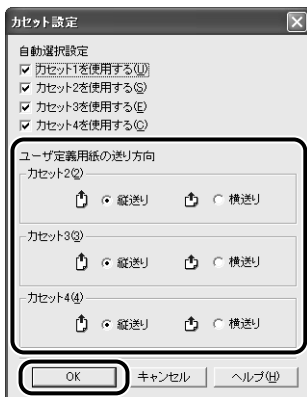 カセット設定
自動選択設定
カセット1を使用する(U)
カセット2を使用する(S)
カセット3を使用する(E)
カセット4を使用する(C)
ユーザ定義用紙の送り方向
カセット2(2)
縦送り 横送り
カセット3(3)
縦送り 横送り
カセット4(4)
縦送り 横送り
OK キャンセル ヘルプ(H)